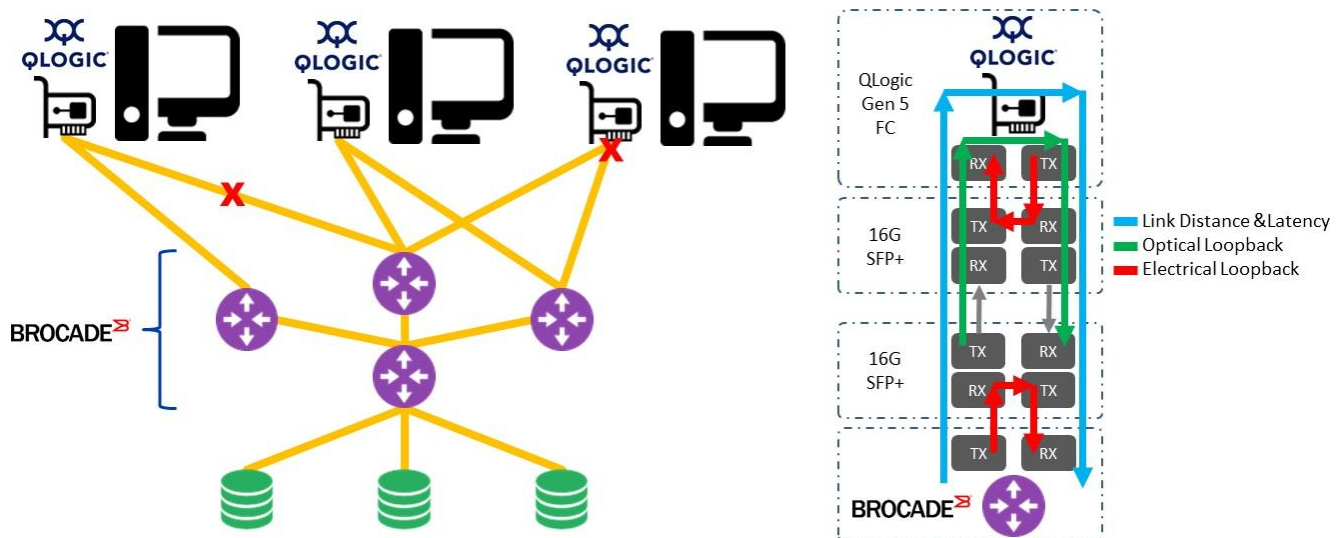 QLOGIC
QLOGIC
QLOGIC
X
X
BROCADE
QLOGIC
QLogic
Gen 5
FC
RX TX
TX RX
16G
SFP+
RX TX
TX RX
16G
SFP+
RX TX
TX RX
BROCADE
Link Distance & Latency
Optical Loopback
Electrical Loopback